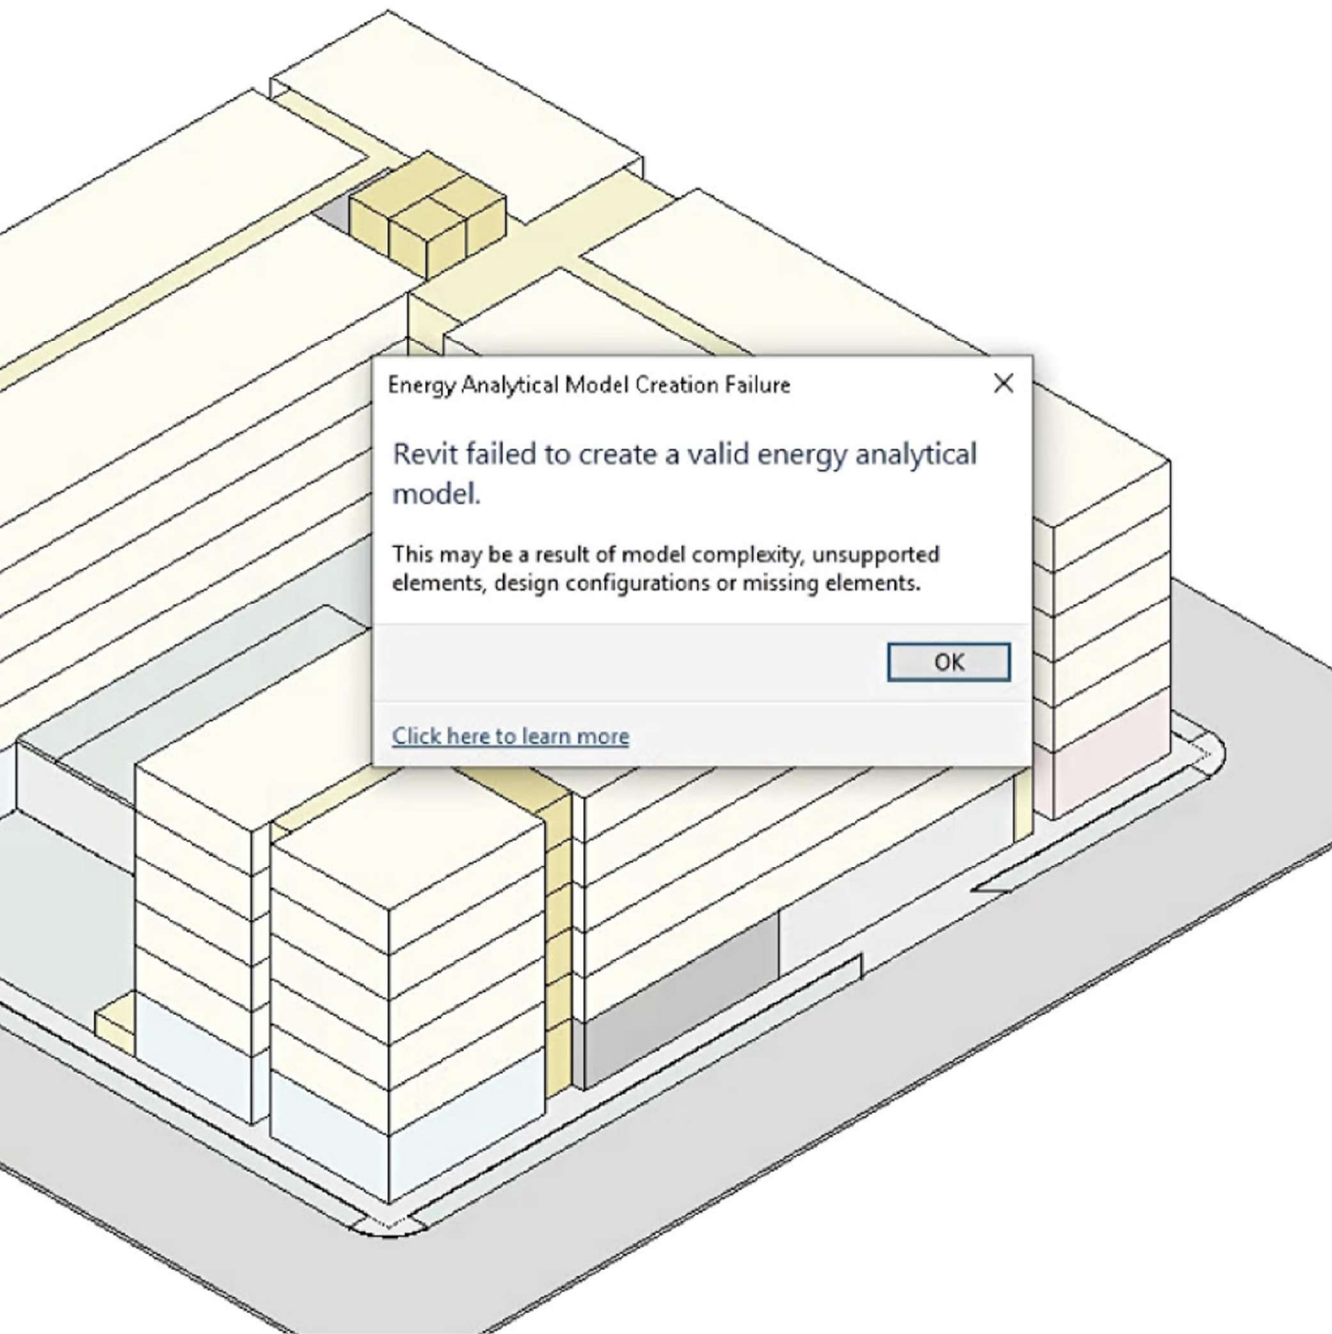 Energy Analytical Model Creation Failure
Revit failed to create a valid energy analytical
model.
This may be a result of model complexity, unsupported
elements, design configurations or missing elements.
OK
Click here to learn more